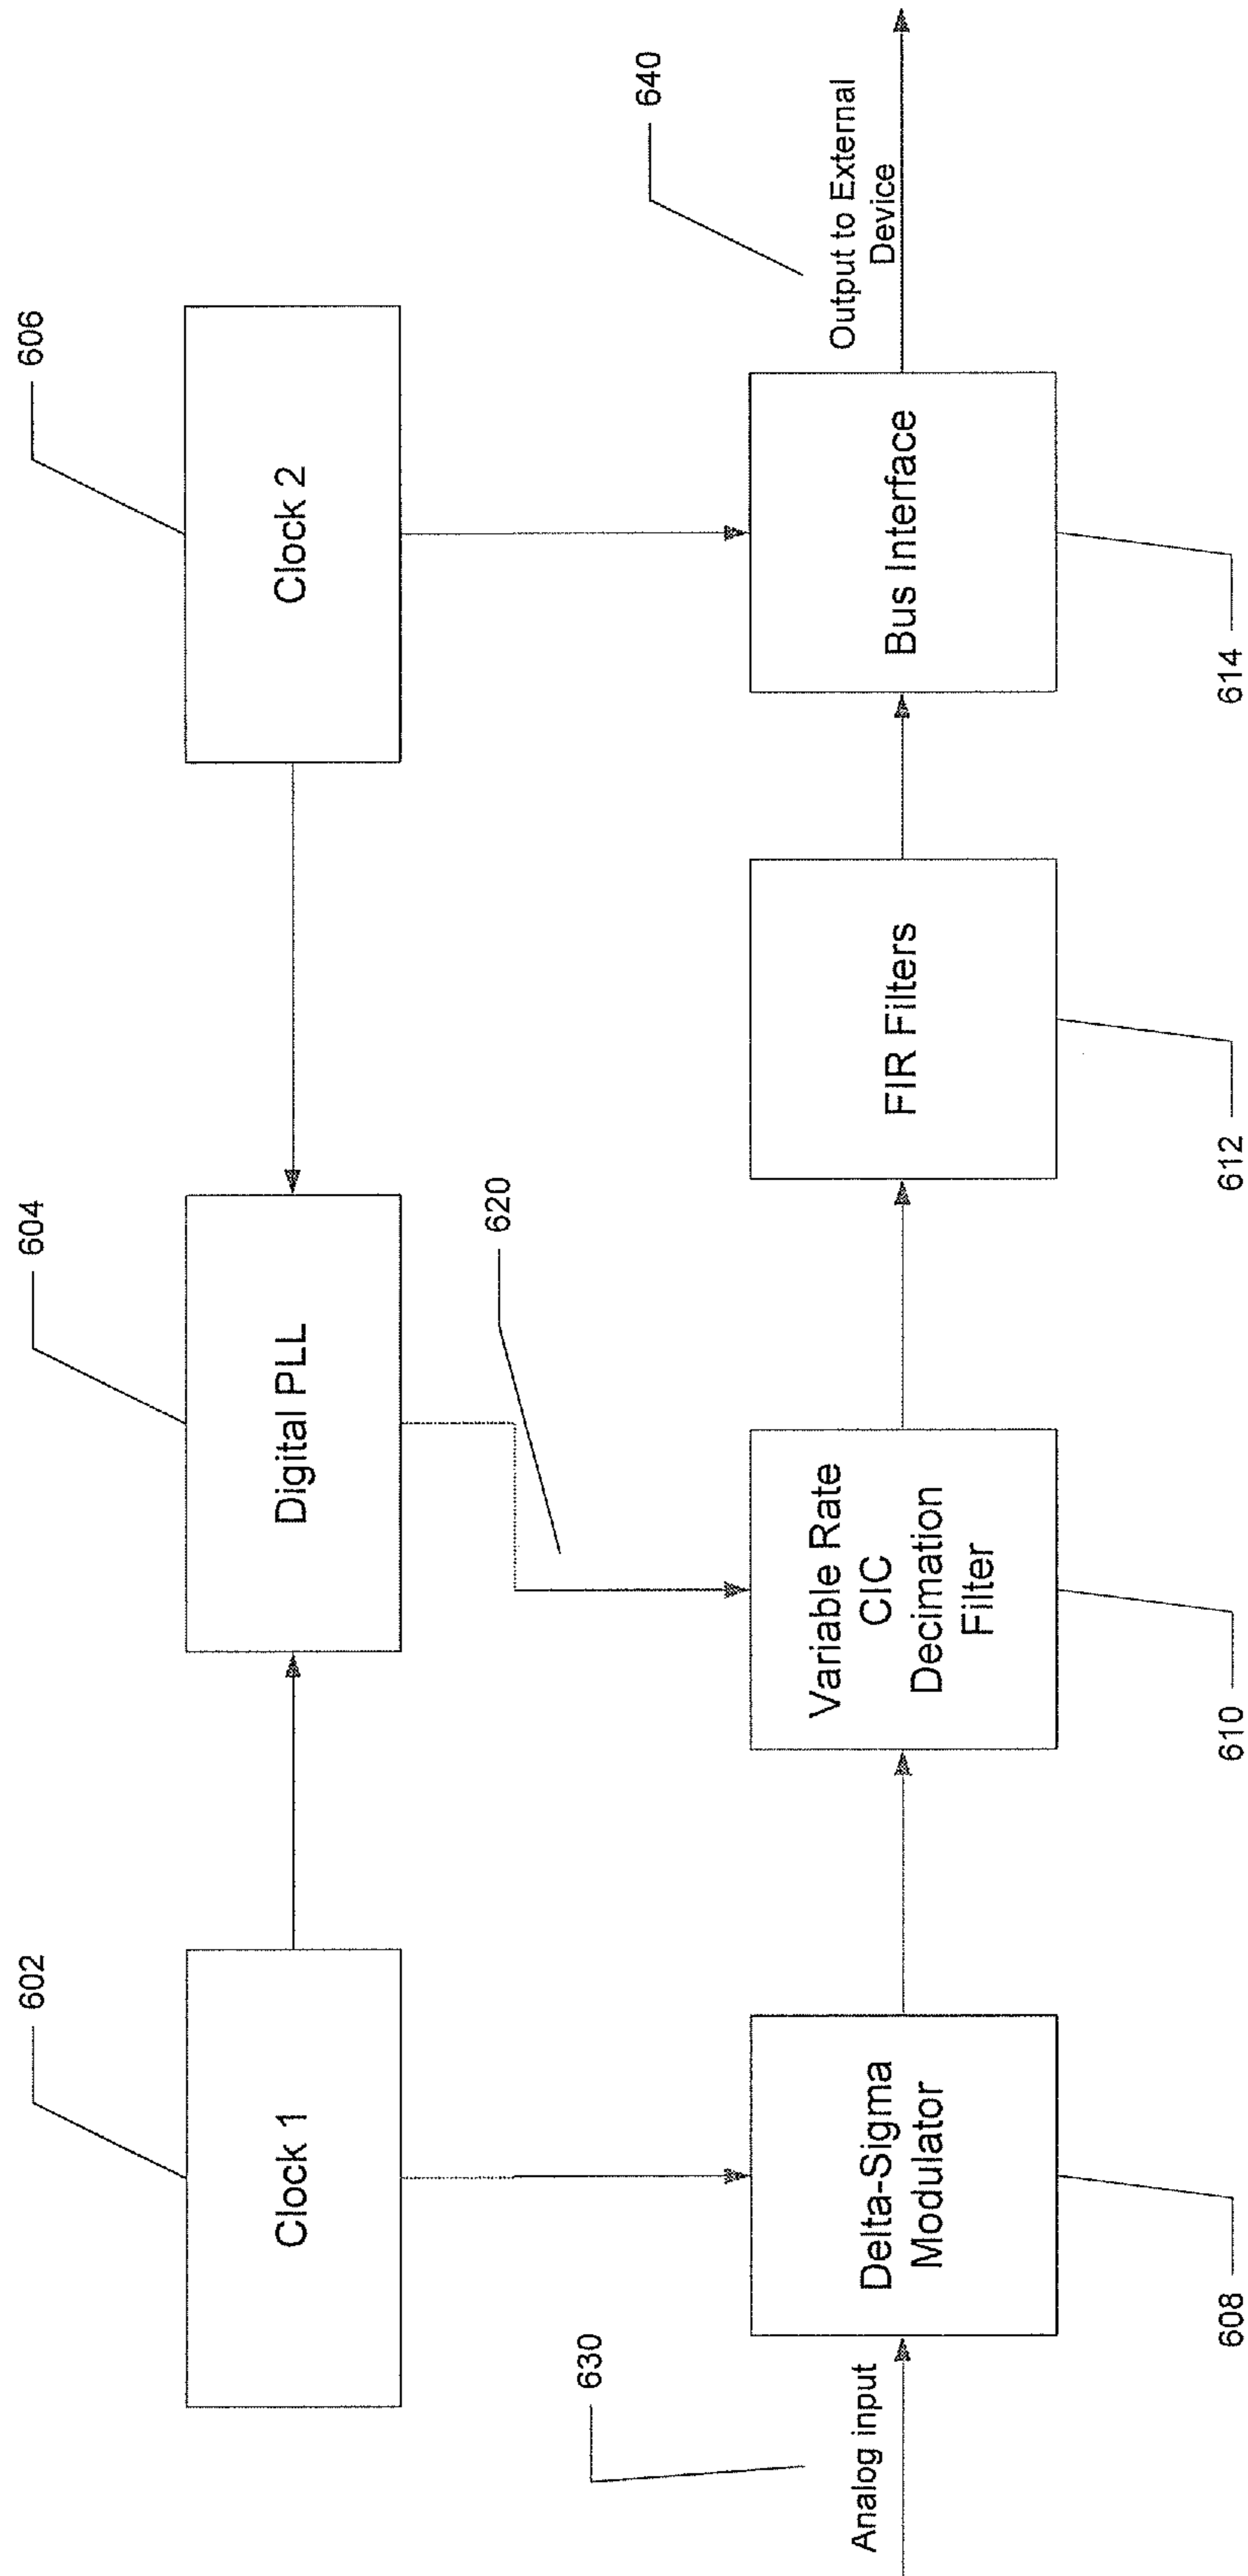 602
Clock 1
604
Digital PLL
606
Clock 2
620
630
Analog input
Delta-Sigma
Modulator
608
Variable Rate
CIC
Decimation
Filter
610
FIR Filters
612
Bus Interface
614
640
Output to External
Device